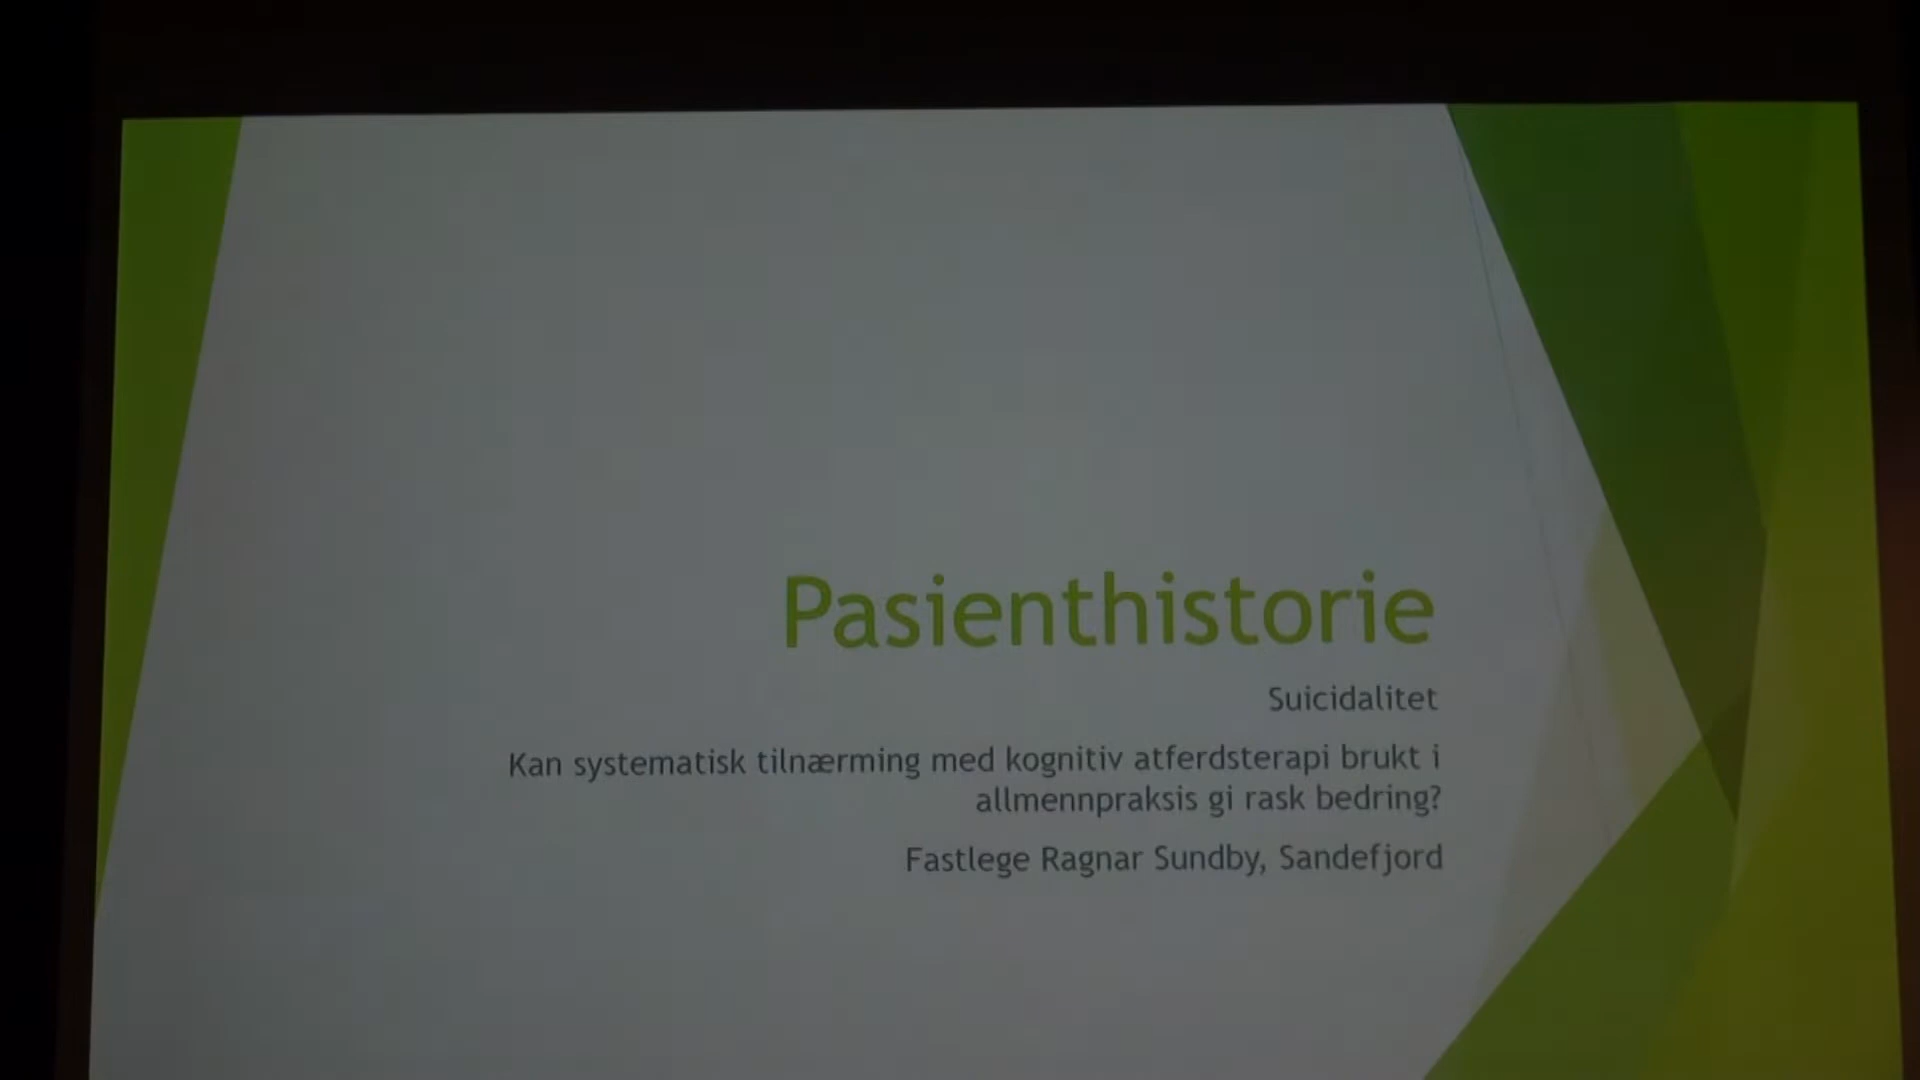 Pasienthistorie
Suicidalitet
Kan systematisk tilnærming med kognitiv atferdsterapi brukt i
allmennpraksis gi rask bedring?
Fastlege Ragnar Sundby, Sandefjord